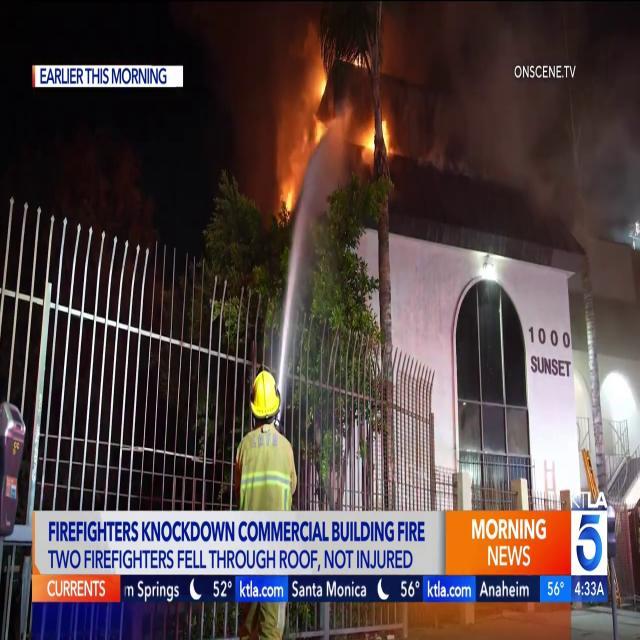 EARLIER THIS MORNING
ONSCENE.TV
1000
SUNSET
FIREFIGHTERS KNOCKDOWN COMMERCIAL BUILDING FIRE
TWO FIREFIGHTERS FELL THROUGH ROOF, NOT INJURED
MORNING
NEWS
KTLA
5
CURRENTS
m Springs 52° ktla.com Santa Monica 56° ktla.com Anaheim 56° 4:33A